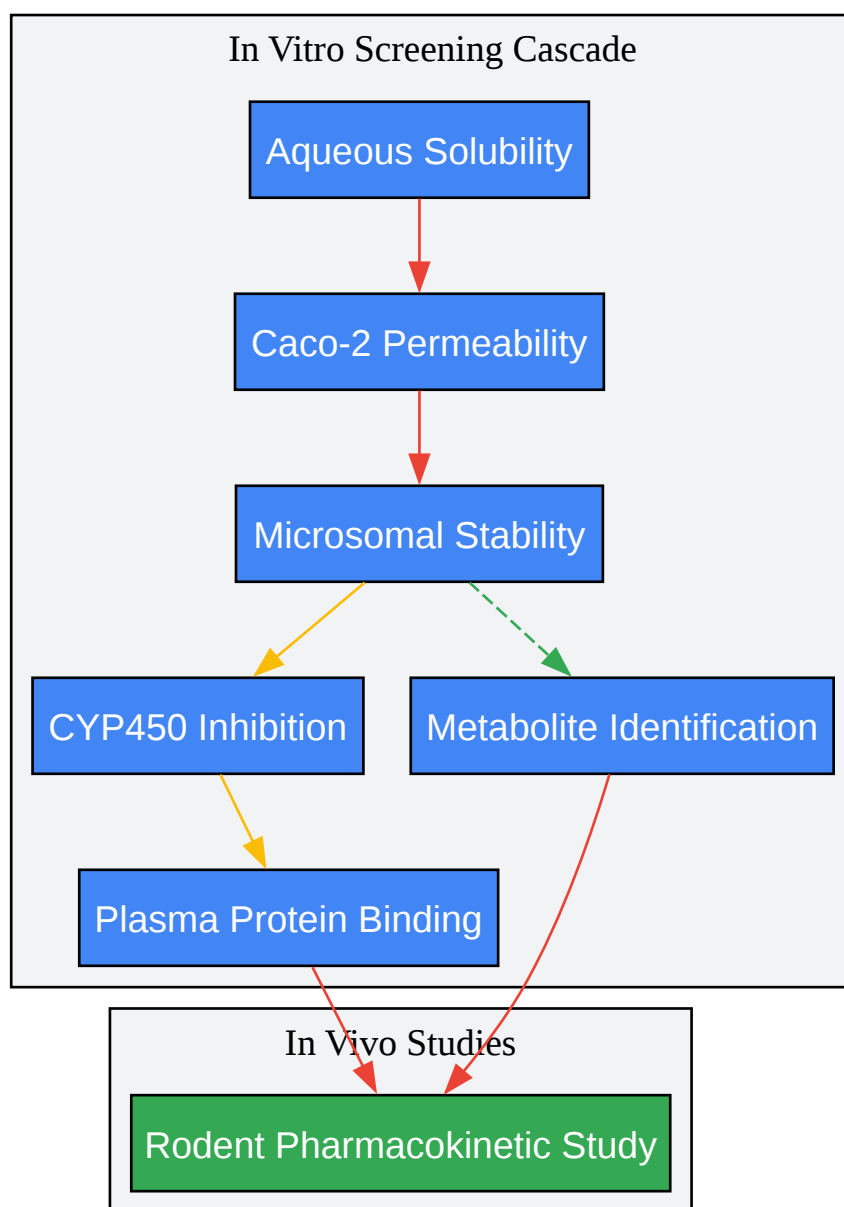 In Vitro Screening Cascade
Aqueous Solubility
Caco-2 Permeability
Microsomal Stability
CYP450 Inhibition
Metabolite Identification
Plasma Protein Binding
In Vivo Studies
Rodent Pharmacokinetic Study